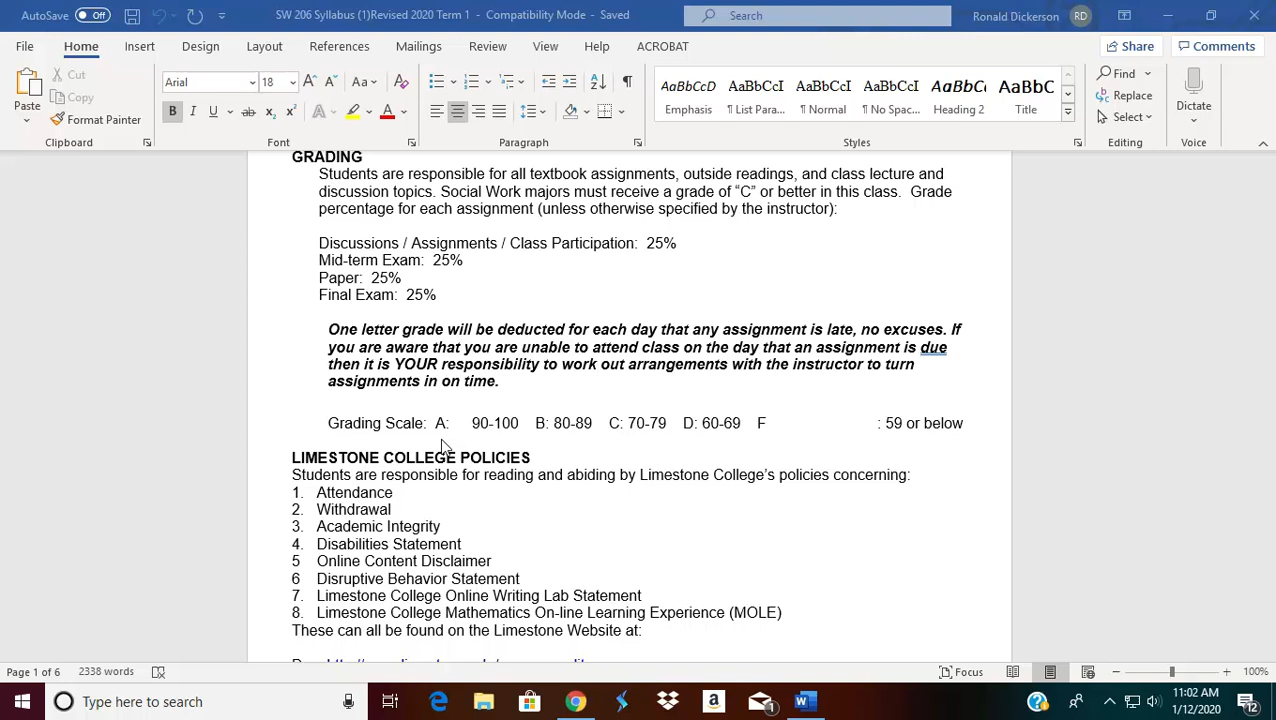 AutoSave Off SW 206 Syllabus (1)Revised 2020 Term 1 - Compatibility Mode - Saved Search Ronald Dickerson RD
File Home Insert Design Layout References Mailings Review View Help ACROBAT Share Comments
Paste Cut Copy Format Painter
Arial 18 Aa
B I U ab x₂ x² A A
AaBbCcD AaBbCcI AaBbCcI AaBbCcI AaBbCc AaBbC
Emphasis ¶ List Para... ¶ Normal ¶ No Spac... Heading 2 Title
Find Replace Select Dictate
Clipboard Font Paragraph Styles Editing Voice
GRADING
Students are responsible for all textbook assignments, outside readings, and class lecture and
discussion topics. Social Work majors must receive a grade of “C” or better in this class. Grade
percentage for each assignment (unless otherwise specified by the instructor):
Discussions / Assignments / Class Participation: 25%
Mid-term Exam: 25%
Paper: 25%
Final Exam: 25%
One letter grade will be deducted for each day that any assignment is late, no excuses. If
you are aware that you are unable to attend class on the day that an assignment is due
then it is YOUR responsibility to work out arrangements with the instructor to turn
assignments in on time.
Grading Scale: A: 90-100 B: 80-89 C: 70-79 D: 60-69 F : 59 or below
LIMESTONE COLLEGE POLICIES
Students are responsible for reading and abiding by Limestone College’s policies concerning:
1. Attendance
2. Withdrawal
3. Academic Integrity
4. Disabilities Statement
5 Online Content Disclaimer
6 Disruptive Behavior Statement
7. Limestone College Online Writing Lab Statement
8. Limestone College Mathematics On-line Learning Experience (MOLE)
These can all be found on the Limestone Website at:
Page 1 of 6 2338 words Focus 100%
Type here to search 1 11:02 AM
1/12/2020 12